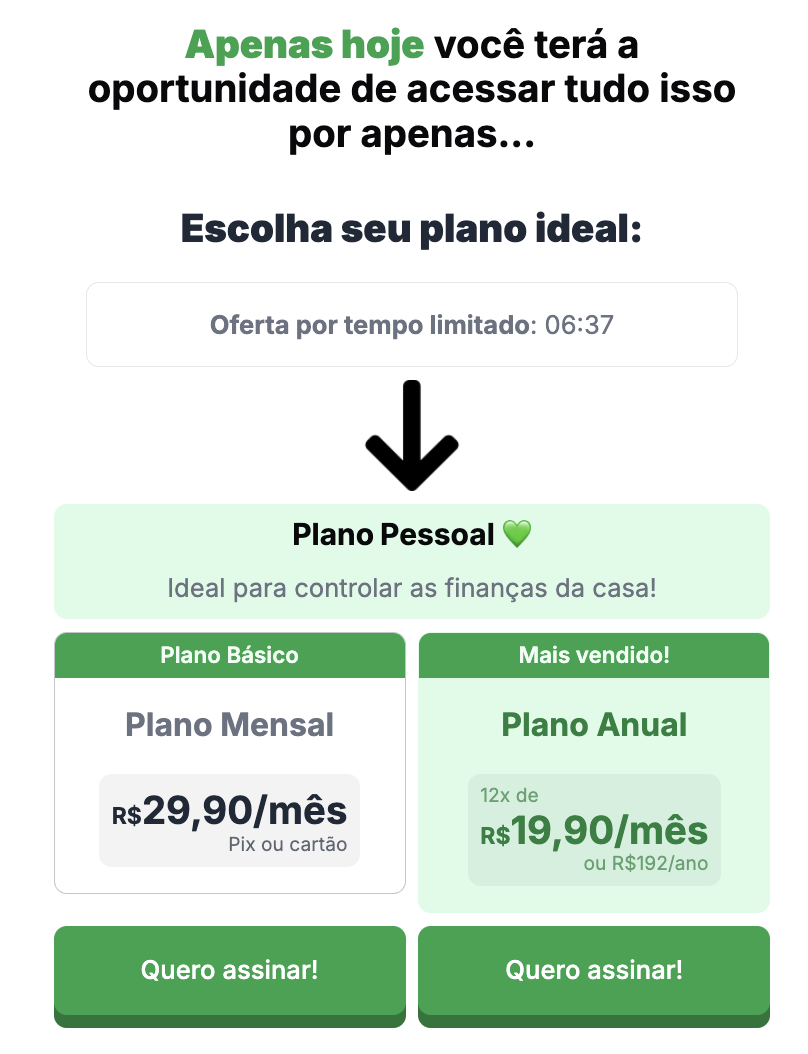 Apenas hoje você terá a
oportunidade de acessar tudo isso
por apenas...
Escolha seu plano ideal:
Oferta por tempo limitado: 06:37
Plano Pessoal 💚
Ideal para controlar as finanças da casa!
Plano Básico
Plano Mensal
R$29,90/mês
Pix ou cartão
Quero assinar!
Mais vendido!
Plano Anual
12x de
R$19,90/mês
ou R$192/ano
Quero assinar!